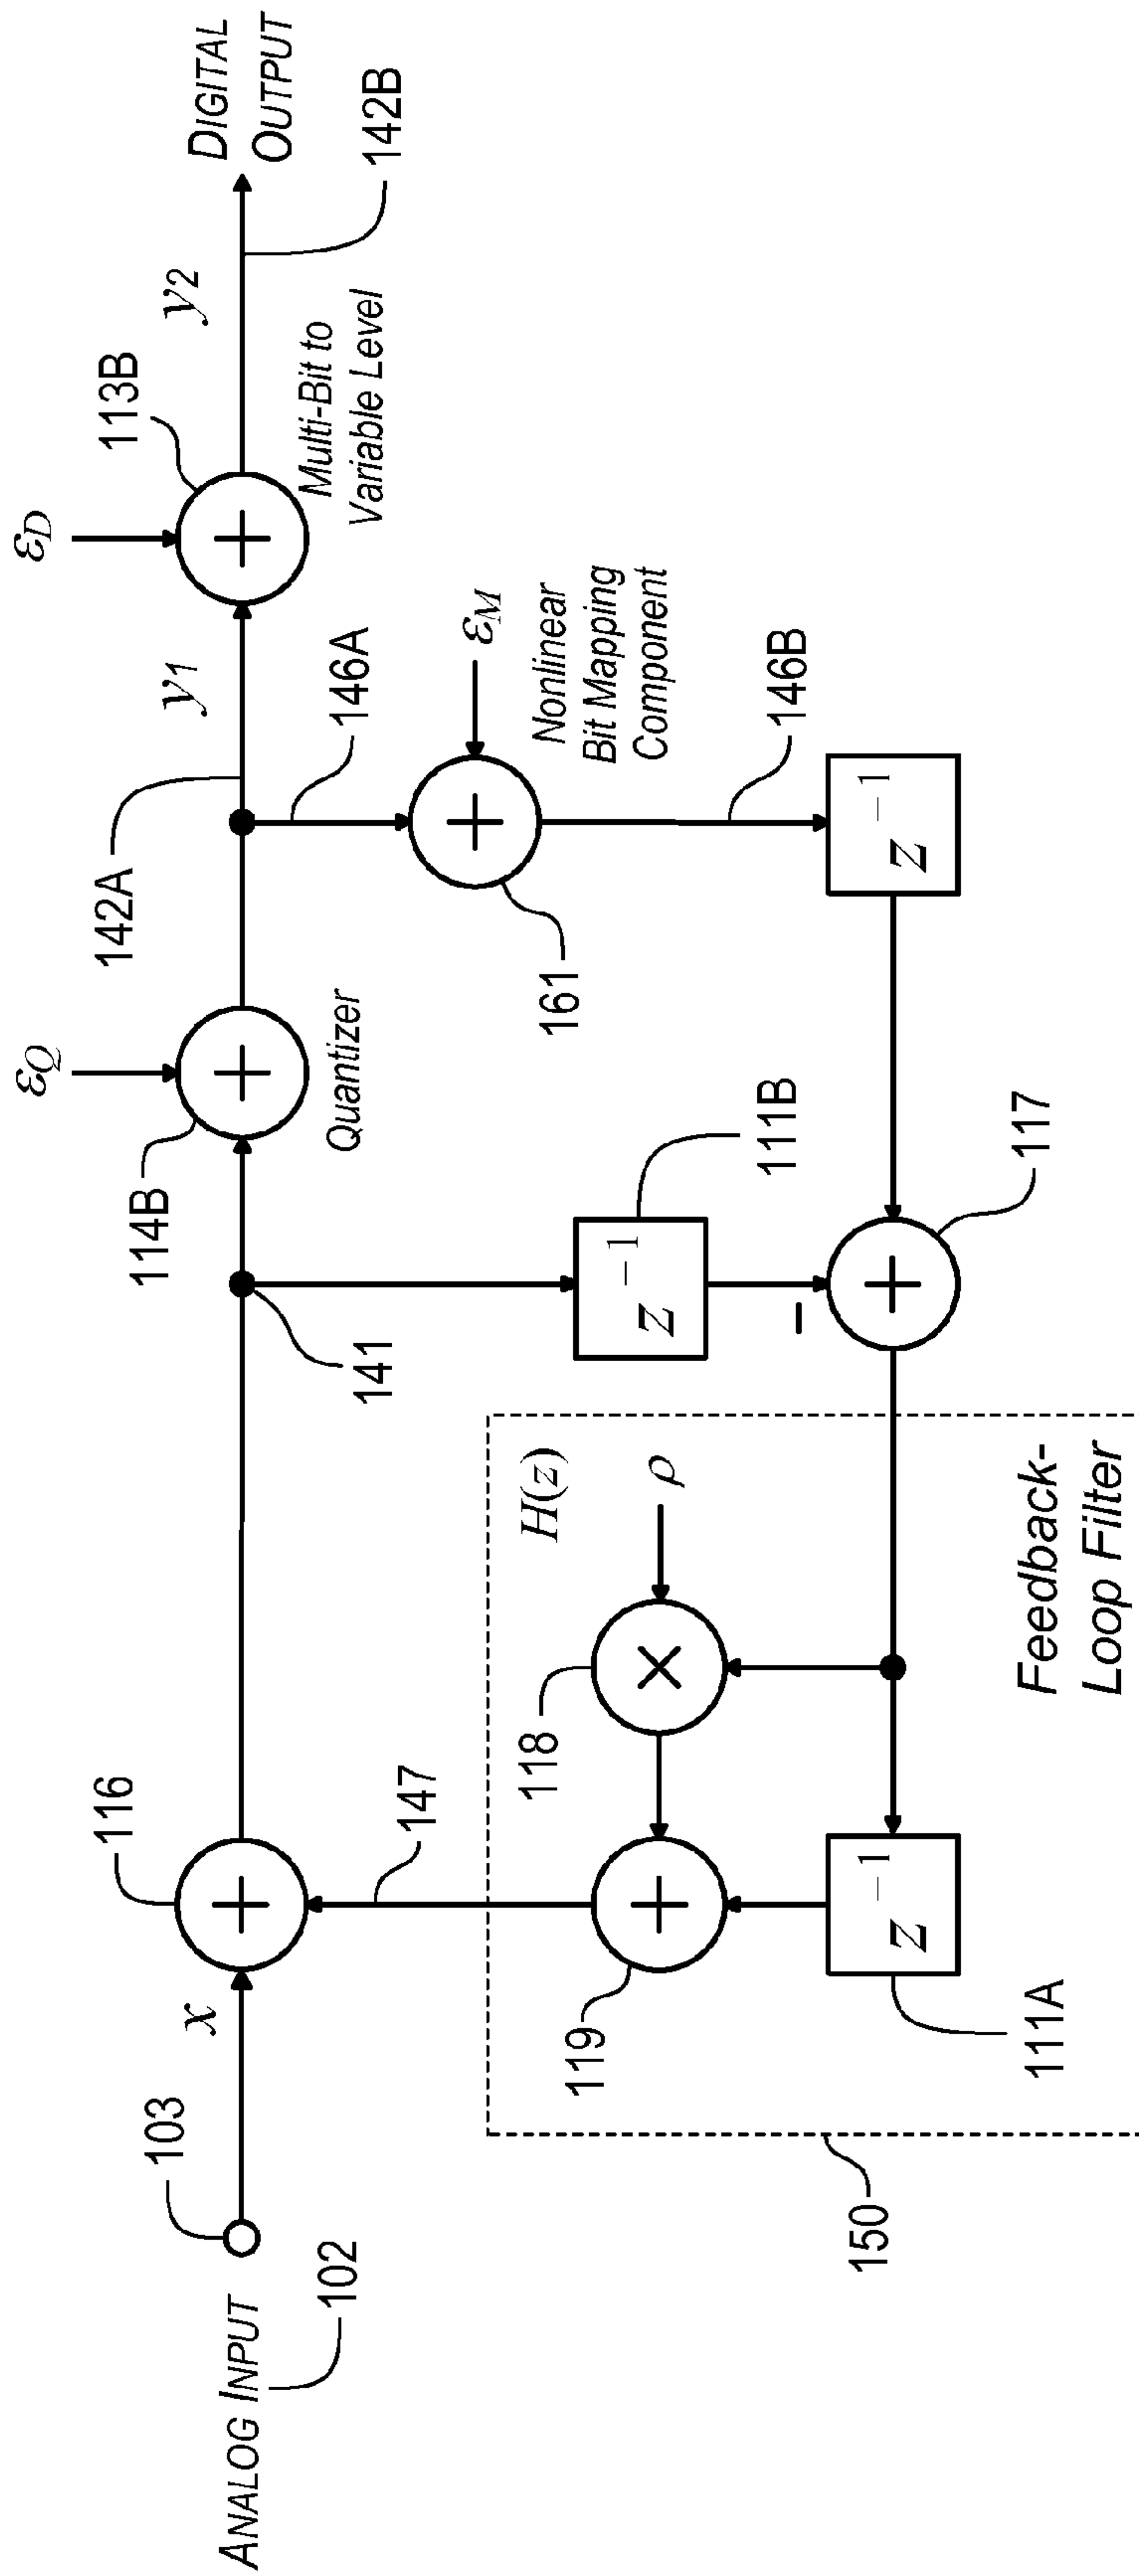 ANALOG INPUT
102
103
x
116
147
141
114B
εQ
Quantizer
142A
y1
146A
εD
113B
Multi-Bit to
Variable Level
y2
DIGITAL
OUTPUT
142B
εM
Nonlinear
Bit Mapping
Component
161
146B
z −1
111B
z −1
-
117
H(z)
ρ
118
119
z −1
111A
150
Feedback-
Loop Filter